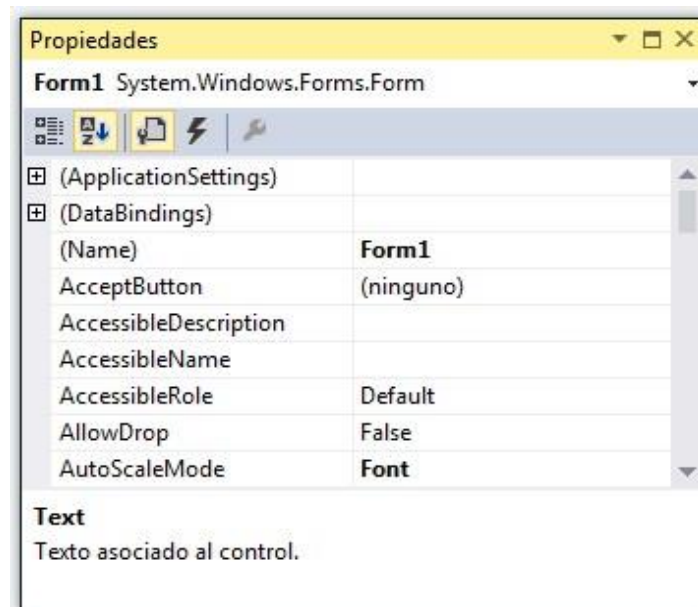 Propiedades
Form1 System.Windows.Forms.Form
(ApplicationSettings)
(DataBindings)
(Name) Form1
AcceptButton (ninguno)
AccessibleDescription
AccessibleName
AccessibleRole Default
AllowDrop False
AutoScaleMode Font
Text
Texto asociado al control.